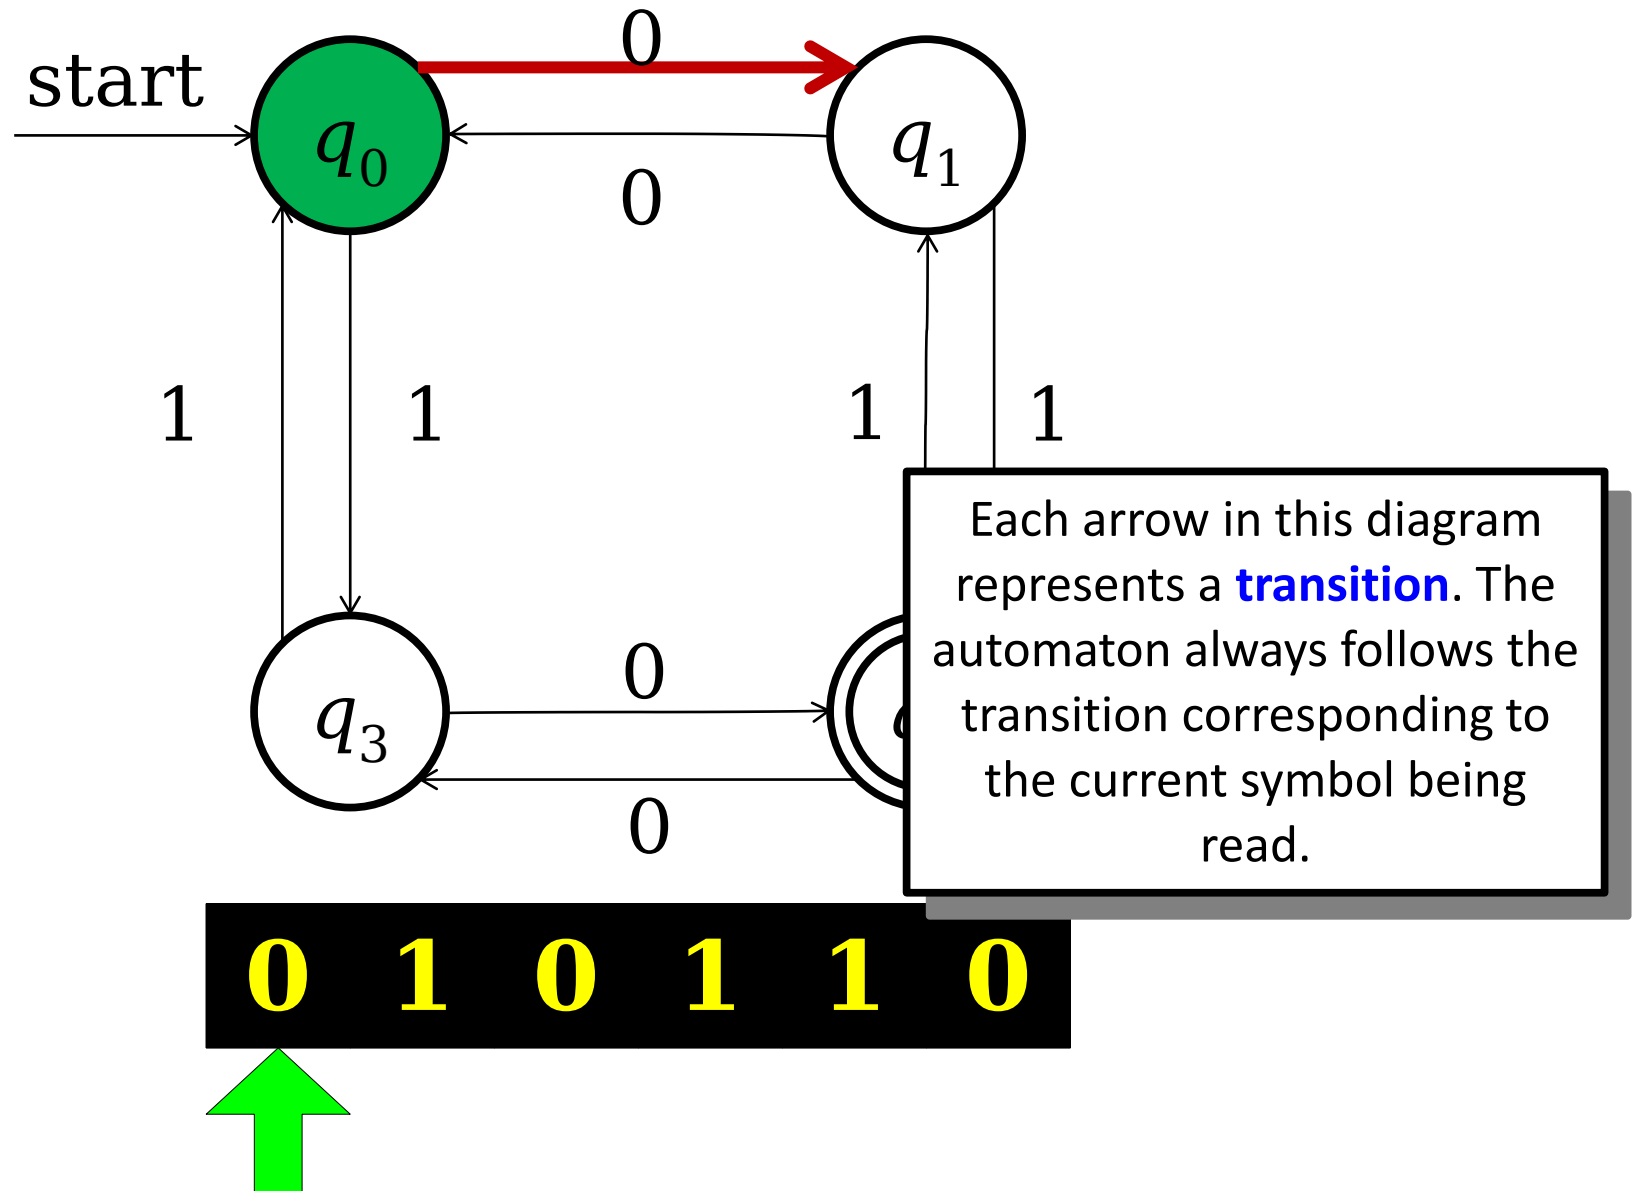 0
start
q0
q1
0
1
1
1
1
Each arrow in this diagram
represents a transition. The
automaton always follows the
transition corresponding to
the current symbol being
read.
0
q3
0
0 1 0 1 1 0